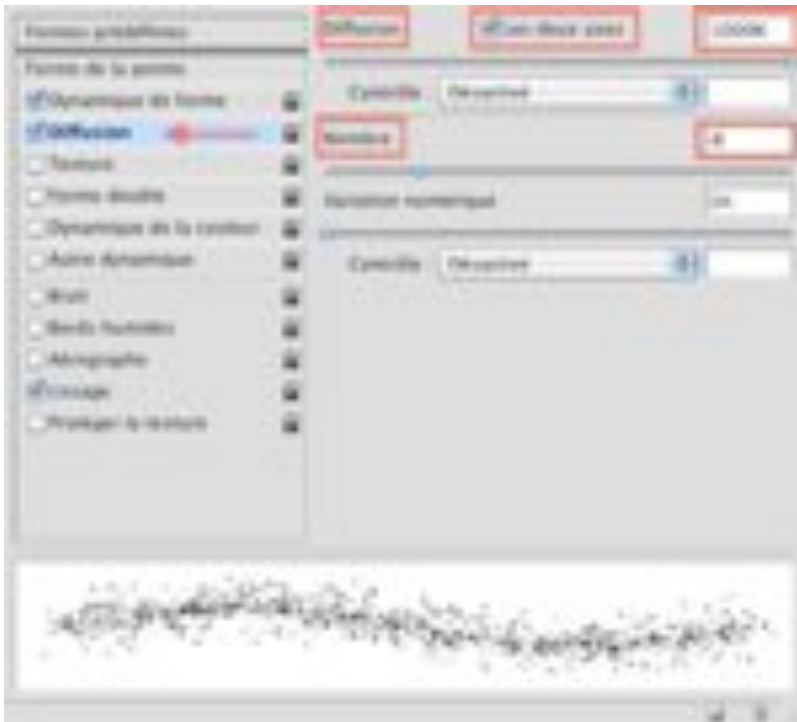 Formes prédéfinies
Forme de la pointe
Dynamique de forme
Diffusion
Texture
Forme double
Dynamique de la couleur
Autre dynamique
Bruit
Bords humides
Aérographe
Lissage
Protéger la texture
Diffusion Les deux axes 1000%
Contrôle : Désactivé
Nombre
Variation numérique
Contrôle : Désactivé